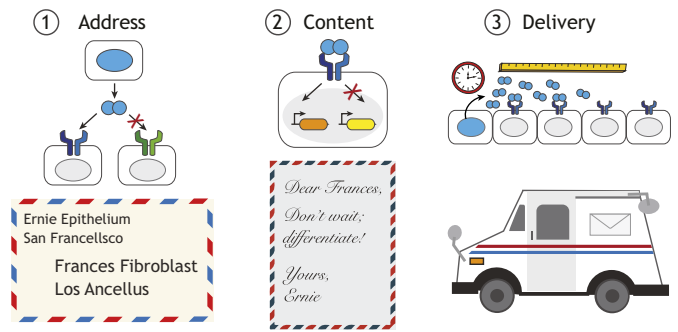 1 Address
2 Content
3 Delivery
Ernie Epithelium
San Francellsco
Frances Fibroblast
Los Ancellus
Dear Frances,
Don't wait;
differentiate!
Yours,
Ernie